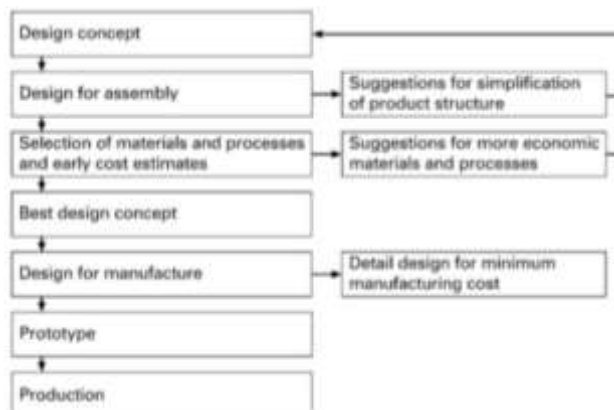 Design concept
Design for assembly
Suggestions for simplification
of product structure
Selection of materials and processes
and early cost estimates
Suggestions for more economic
materials and processes
Best design concept
Design for manufacture
Detail design for minimum
manufacturing cost
Prototype
Production